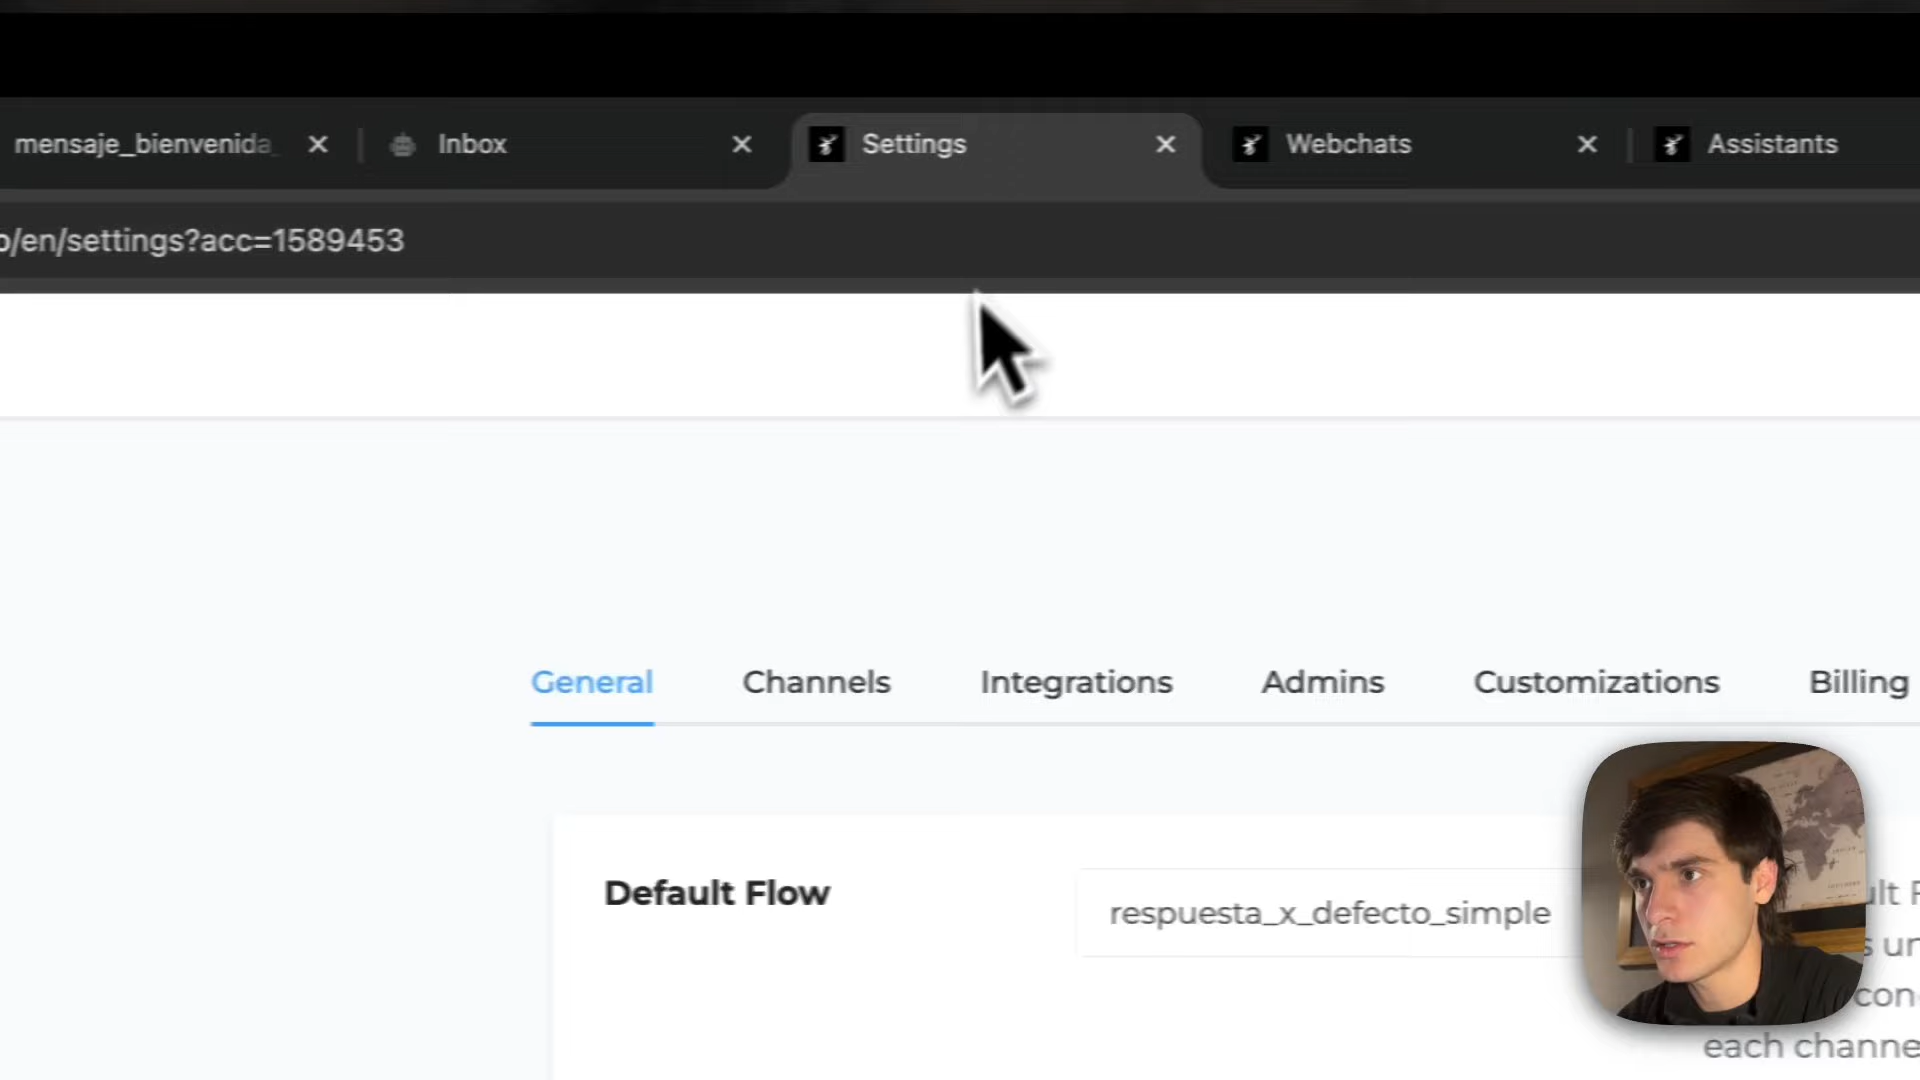 mensaje_bienvenida_
Inbox
Settings
Webchats
Assistants
/en/settings?acc=1589453
General
Channels
Integrations
Admins
Customizations
Billing
Default Flow
respuesta_x_defecto_simple
each channe